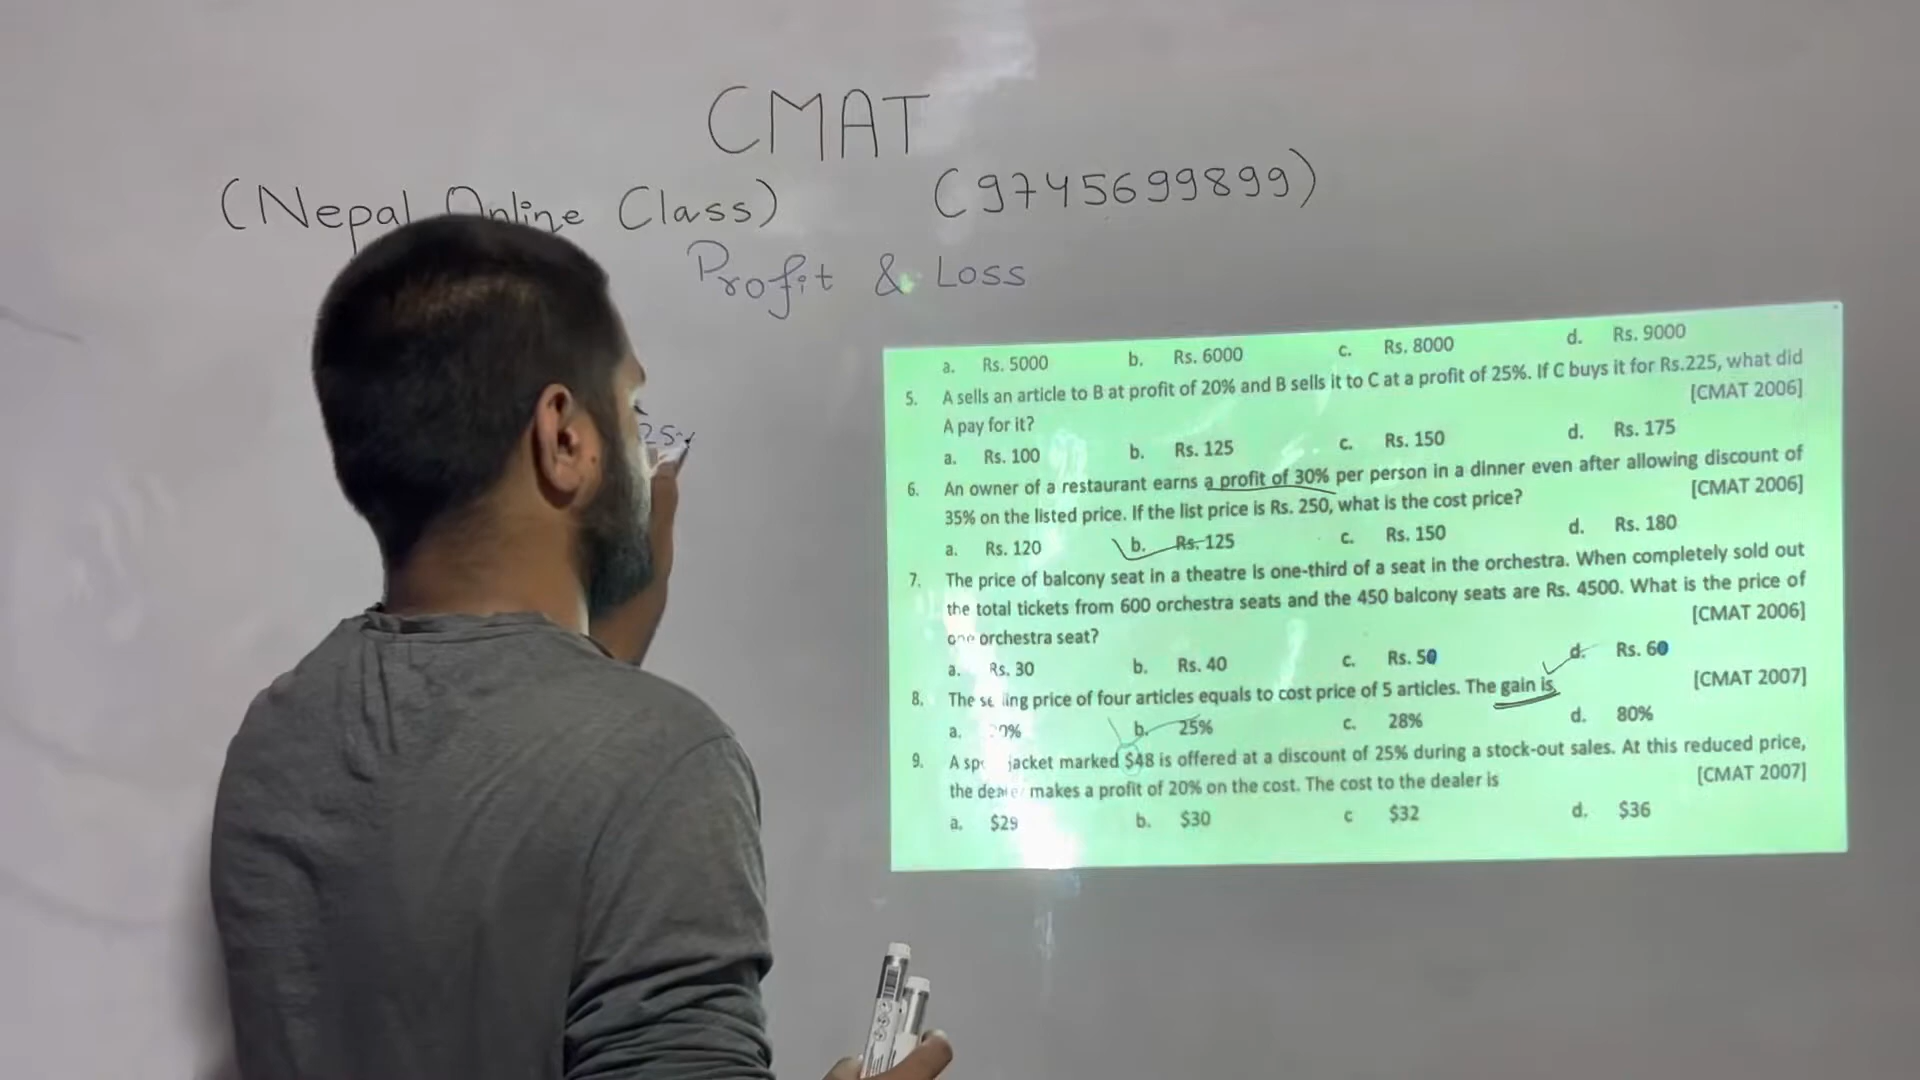 CMAT
(Nepal Online Class) (9745699899)
Profit & Loss
25%
a. Rs. 5000 b. Rs. 6000 c. Rs. 8000 d. Rs. 9000
5. A sells an article to B at profit of 20% and B sells it to C at a profit of 25%. If C buys it for Rs.225, what did
A pay for it? [CMAT 2006]
a. Rs. 100 b. Rs. 125 c. Rs. 150 d. Rs. 175
6. An owner of a restaurant earns a profit of 30% per person in a dinner even after allowing discount of
35% on the listed price. If the list price is Rs. 250, what is the cost price? [CMAT 2006]
a. Rs. 120 b. Rs. 125 c. Rs. 150 d. Rs. 180
7. The price of balcony seat in a theatre is one-third of a seat in the orchestra. When completely sold out
the total tickets from 600 orchestra seats and the 450 balcony seats are Rs. 4500. What is the price of
one orchestra seat? [CMAT 2006]
a. Rs. 30 b. Rs. 40 c. Rs. 50 d. Rs. 60
8. The selling price of four articles equals to cost price of 5 articles. The gain is [CMAT 2007]
a. b. 25% c. 28% d. 80%
9. A jacket marked $48 is offered at a discount of 25% during a stock-out sales. At this reduced price,
the dealer makes a profit of 20% on the cost. The cost to the dealer is [CMAT 2007]
a. $29 b. $30 c $32 d. $36